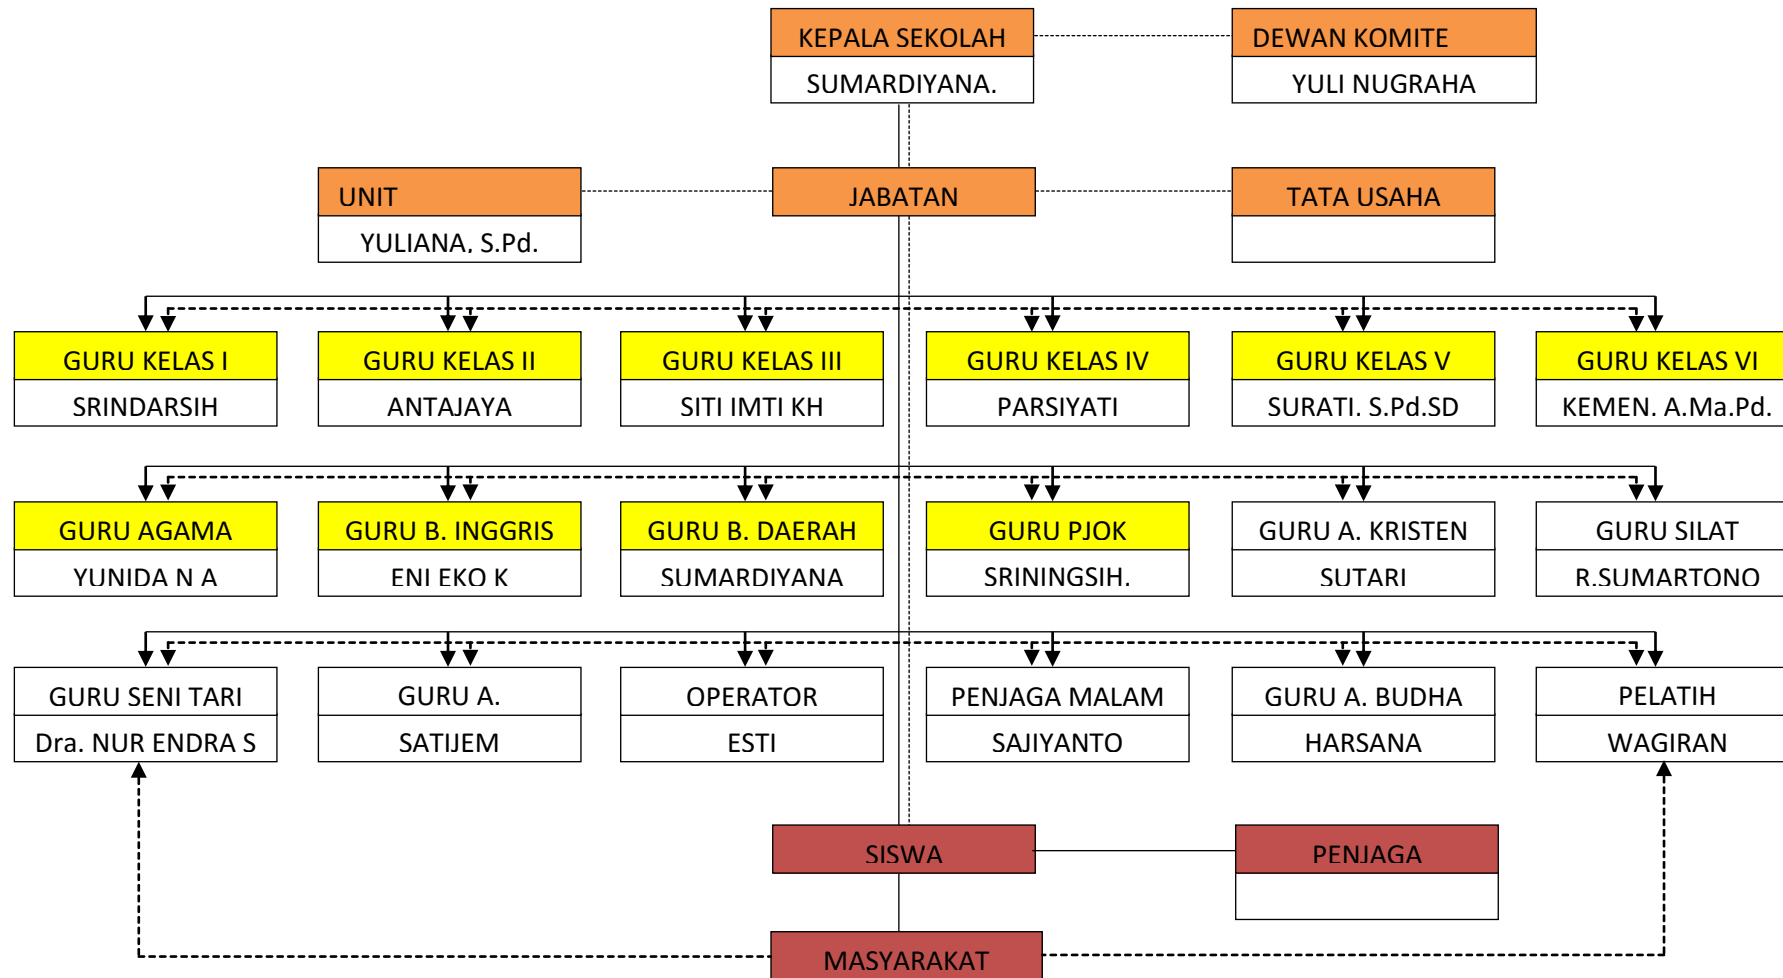 KEPALA SEKOLAH
DEWAN KOMITE
SUMARDIYANA.
YULI NUGRAHA
UNIT
JABATAN
TATA USAHA
YULIANA, S.Pd.
GURU KELAS I
GURU KELAS II
GURU KELAS III
GURU KELAS IV
GURU KELAS V
GURU KELAS VI
SRINDARSIH
ANTAJAYA
SITI IMTI KH
PARSIYATI
SURATI. S.Pd.SD
KEMEN. A.Ma.Pd.
GURU AGAMA
GURU B. INGGRIS
GURU B. DAERAH
GURU PJOK
GURU A. KRISTEN
GURU SILAT
YUNIDA N A
ENI EKO K
SUMARDIYANA
SRININGSIH.
SUTARI
R.SUMARTONO
GURU SENI TARI
GURU A.
OPERATOR
PENJAGA MALAM
GURU A. BUDHA
PELATIH
Dra. NUR ENDRA S
SATIJEM
ESTI
SAJIYANTO
HARSANA
WAGIRAN
SISWA
PENJAGA
MASYARAKAT